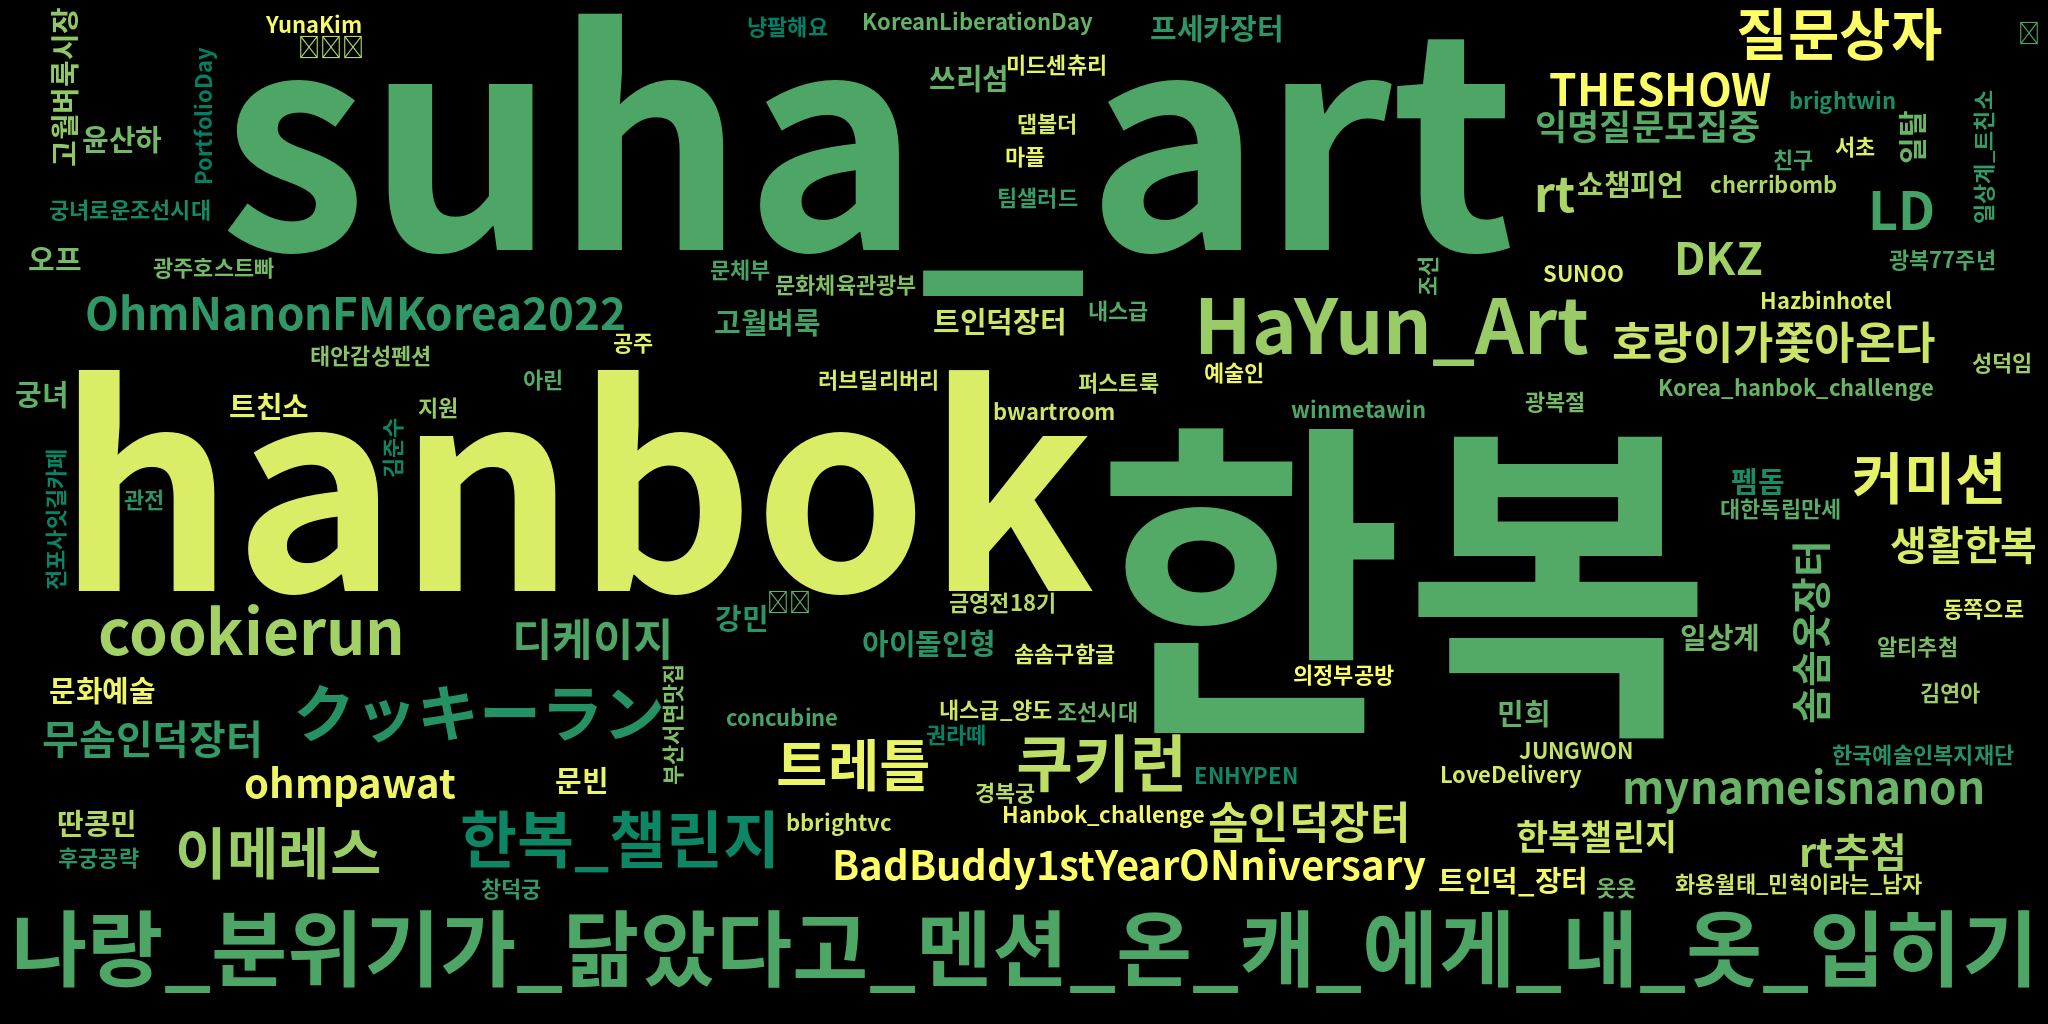 YunaKim
냥팔해요
KoreanLiberationDay
프세카장터
질문상자
고월벼룩시장
PortfolioDay
suha_art
쓰리섬
미드센츄리
THESHOW
brightwin
일상계_트친소
윤산하
댑볼더
익명질문모집중
일탈
마플
친구
서초
rt
쇼챔피언
cherribomb
궁녀로운조선시대
팀샐러드
LD
오프
광주호스트빠
문체부
문화체육관광부
조선
SUNOO
DKZ
광복77주년
OhmNanonFMKorea2022
고월벼룩
트인덕장터
내스급
HaYun_Art
Hazbinhotel
호랑이가쫓아온다
태안감성펜션
공주
성덕임
궁녀
트친소
지원
아린
러브딜리버리
퍼스트룩
예술인
Korea_hanbok_challenge
bwartroom
winmetawin
광복절
김준수
hanbok
한복
전포사잇길카페
관전
펨돔
커미션
대한독립만세
생활한복
솜솜옷장터
cookierun
디케이지
강민
금영전18기
동쪽으로
아이돌인형
솜솜구함글
일상계
알티추첨
의정부공방
문화예술
クッキーラン
부산서면맛집
김연아
무솜인덕장터
concubine
내스급_양도
조선시대
민희
권라떼
트레틀
쿠키런
JUNGWON
한국예술인복지재단
ohmpawat
문빈
ENHYPEN
LoveDelivery
mynameisnanon
경복궁
딴콩민
이메레스
한복_챌린지
bbrightvc
Hanbok_challenge
솜인덕장터
한복챌린지
rt추첨
후궁공략
BadBuddy1stYearONniversary
창덕궁
트인덕_장터
옷옷
화용월태_민혁이라는_남자
나랑_분위기가_닮았다고_멘션_온_캐_에게_내_옷_입히기